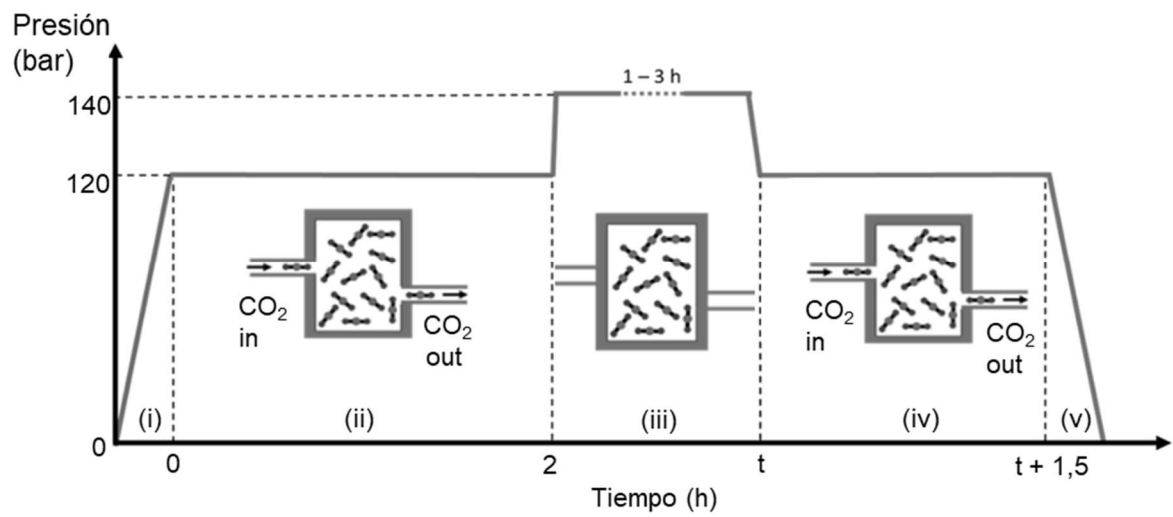 Presión
(bar)
1 – 3 h
140
120
CO₂
in
CO₂
out
CO₂
in
CO₂
out
(i)
(ii)
(iii)
(iv)
(v)
0
0
2
t
t + 1,5
Tiempo (h)